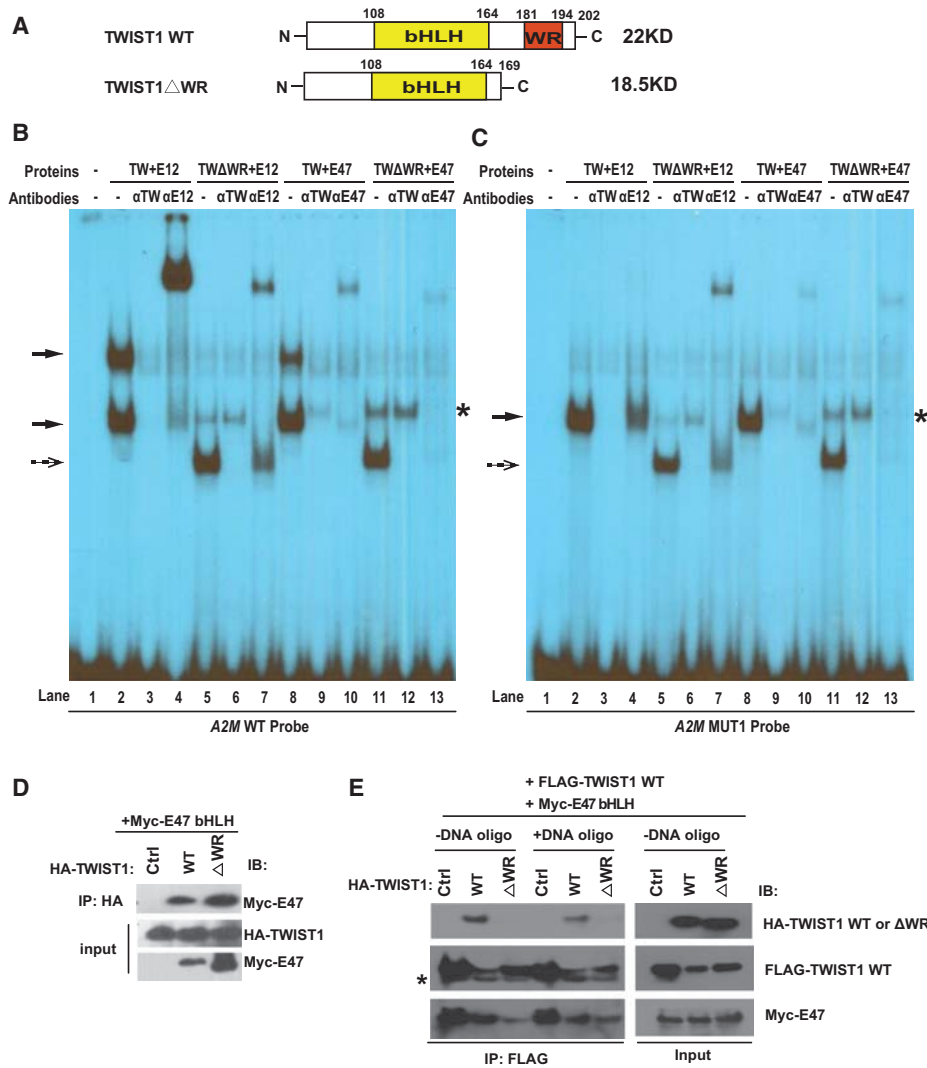 A
TWIST1 WT
N
108
bHLH
164
181
WR
194
202
C
22KD
TWIST1△WR
N
108
bHLH
164
169
C
18.5KD
B
Proteins - TW+E12 TWΔWR+E12 TW+E47 TWΔWR+E47
Antibodies - αTW αE12 - αTW αE12 - αTW αE47 - αTW αE47
*
Lane 1 2 3 4 5 6 7 8 9 10 11 12 13
A2M WT Probe
C
Proteins - TW+E12 TWΔWR+E12 TW+E47 TWΔWR+E47
Antibodies - αTW αE12 - αTW αE12 - αTW αE47 - αTW αE47
*
Lane 1 2 3 4 5 6 7 8 9 10 11 12 13
A2M MUT1 Probe
D
+Myc-E47 bHLH
HA-TWIST1: Ctrl WT △WR IB:
IP: HA Myc-E47
input HA-TWIST1
Myc-E47
E
+ FLAG-TWIST1 WT
+ Myc-E47 bHLH
-DNA oligo +DNA oligo -DNA oligo
HA-TWIST1: Ctrl WT △WR Ctrl WT △WR Ctrl WT △WR IB:
HA-TWIST1 WT or ΔWR
FLAG-TWIST1 WT
*
Myc-E47
IP: FLAG Input